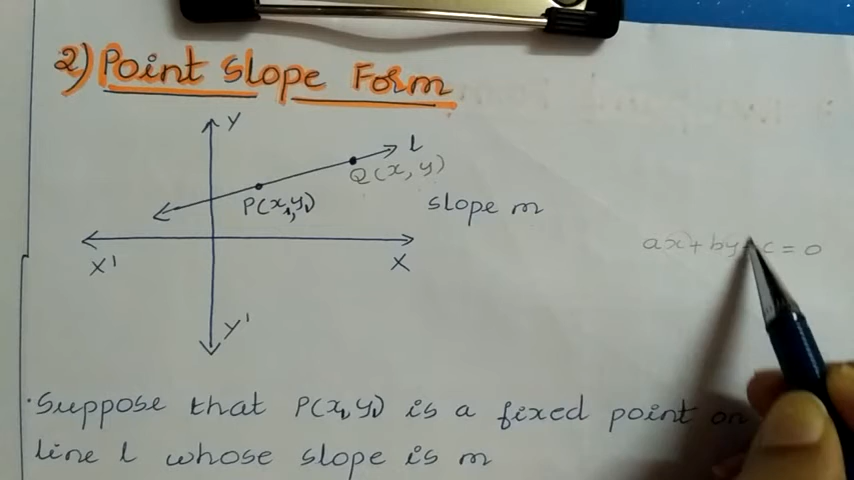 2) Point Slope Form
Y
L
Q(x, y)
P(x₁, y₁)
slope m
X'
X
ax + by + c = 0
Y'
·Suppose that P(x₁, y₁) is a fixed point on
line l whose slope is m